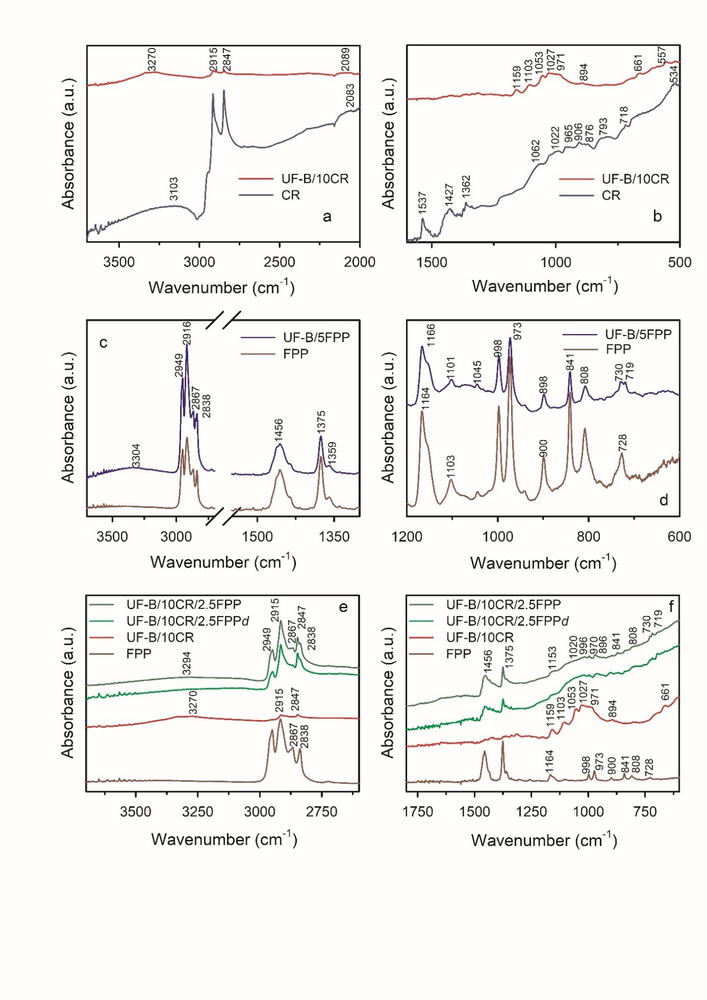 3270
2915
2847
2089
2083
3103
UF-B/10CR
CR
a
Absorbance (a.u.)
3500 3000 2500 2000
Wavenumber (cm-1)
1159
1103
1053
1027
971
894
661
557
534
718
793
876
906
965
1022
1062
1362
1427
1537
UF-B/10CR
CR
b
Absorbance (a.u.)
1500 1000 500
Wavenumber (cm-1)
c
UF-B/5FPP
FPP
2949
2916
2867
2838
3304
1456
1375
1359
Absorbance (a.u.)
3500 3000 1500 1350
Wavenumber (cm-1)
UF-B/5FPP
FPP
1166
1164
1101
1103
1045
998
973
898
900
841
808
730
719
728
d
Absorbance (a.u.)
1200 1000 800 600
Wavenumber (cm-1)
UF-B/10CR/2.5FPP
UF-B/10CR/2.5FPPd
UF-B/10CR
FPP
e
2949
2915
2867
2847
2838
3294
3270
2915
2847
2867
2838
Absorbance (a.u.)
3500 3250 3000 2750
Wavenumber (cm-1)
UF-B/10CR/2.5FPP
UF-B/10CR/2.5FPPd
UF-B/10CR
FPP
f
1456
1375
1153
1020
996
970
896
841
808
730
719
1159
1103
1053
1027
971
894
661
1164
998
973
900
841
808
728
Absorbance (a.u.)
1750 1500 1250 1000 750
Wavenumber (cm-1)